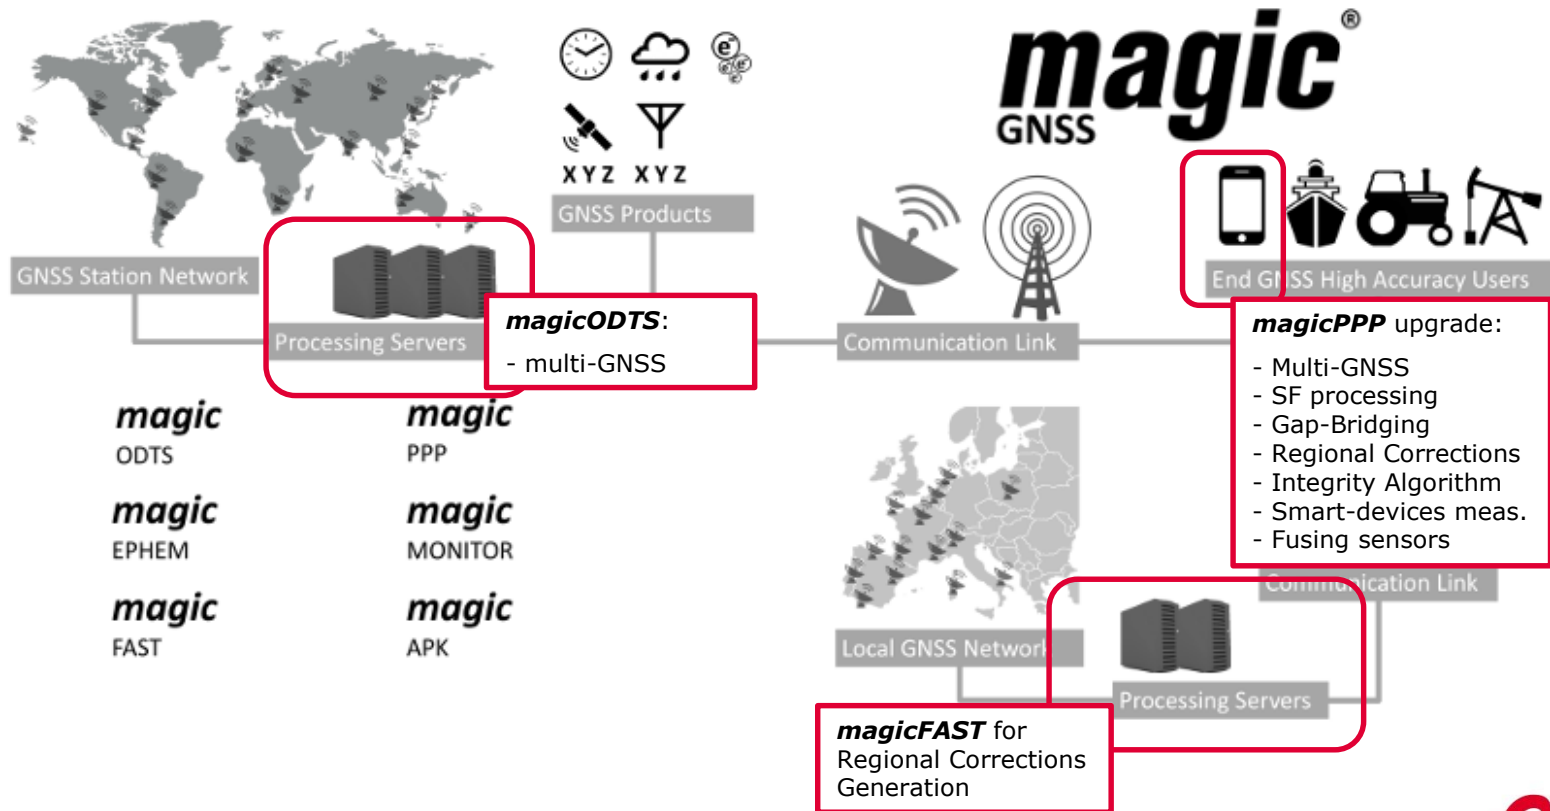 magic®
GNSS
e⁻
e⁻
e⁻
e⁻
X Y Z
X Y Z
GNSS Products
GNSS Station Network
Processing Servers
magicODTS:
- multi-GNSS
Communication Link
End GNSS High Accuracy Users
magicPPP upgrade:
- Multi-GNSS
- SF processing
- Gap-Bridging
- Regional Corrections
- Integrity Algorithm
- Smart-devices meas.
- Fusing sensors
magic
ODTS
magic
PPP
magic
EPHEM
magic
MONITOR
magic
FAST
magic
APK
Communication Link
Local GNSS Network
Processing Servers
magicFAST for
Regional Corrections
Generation